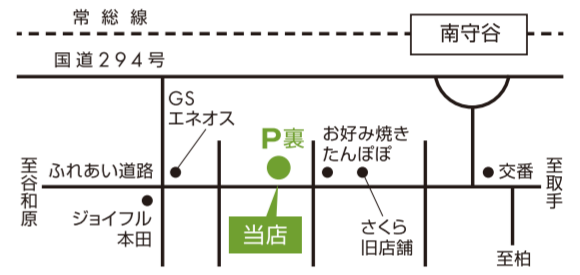 常総線
南守谷
国道294号
GS
エネオス
P裏
お好み焼き
たんぽぽ
至谷和原
ふれあい道路
交番
至取手
ジョイフル
本田
当店
さくら
旧店舗
至柏